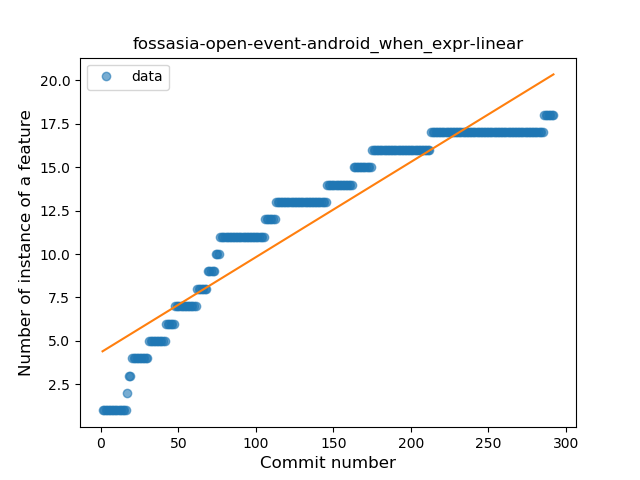 fossasia-open-event-android_when_expr-linear
data
20.0
17.5
15.0
12.5
10.0
7.5
5.0
2.5
Number of instance of a feature
0 50 100 150 200 250 300
Commit number